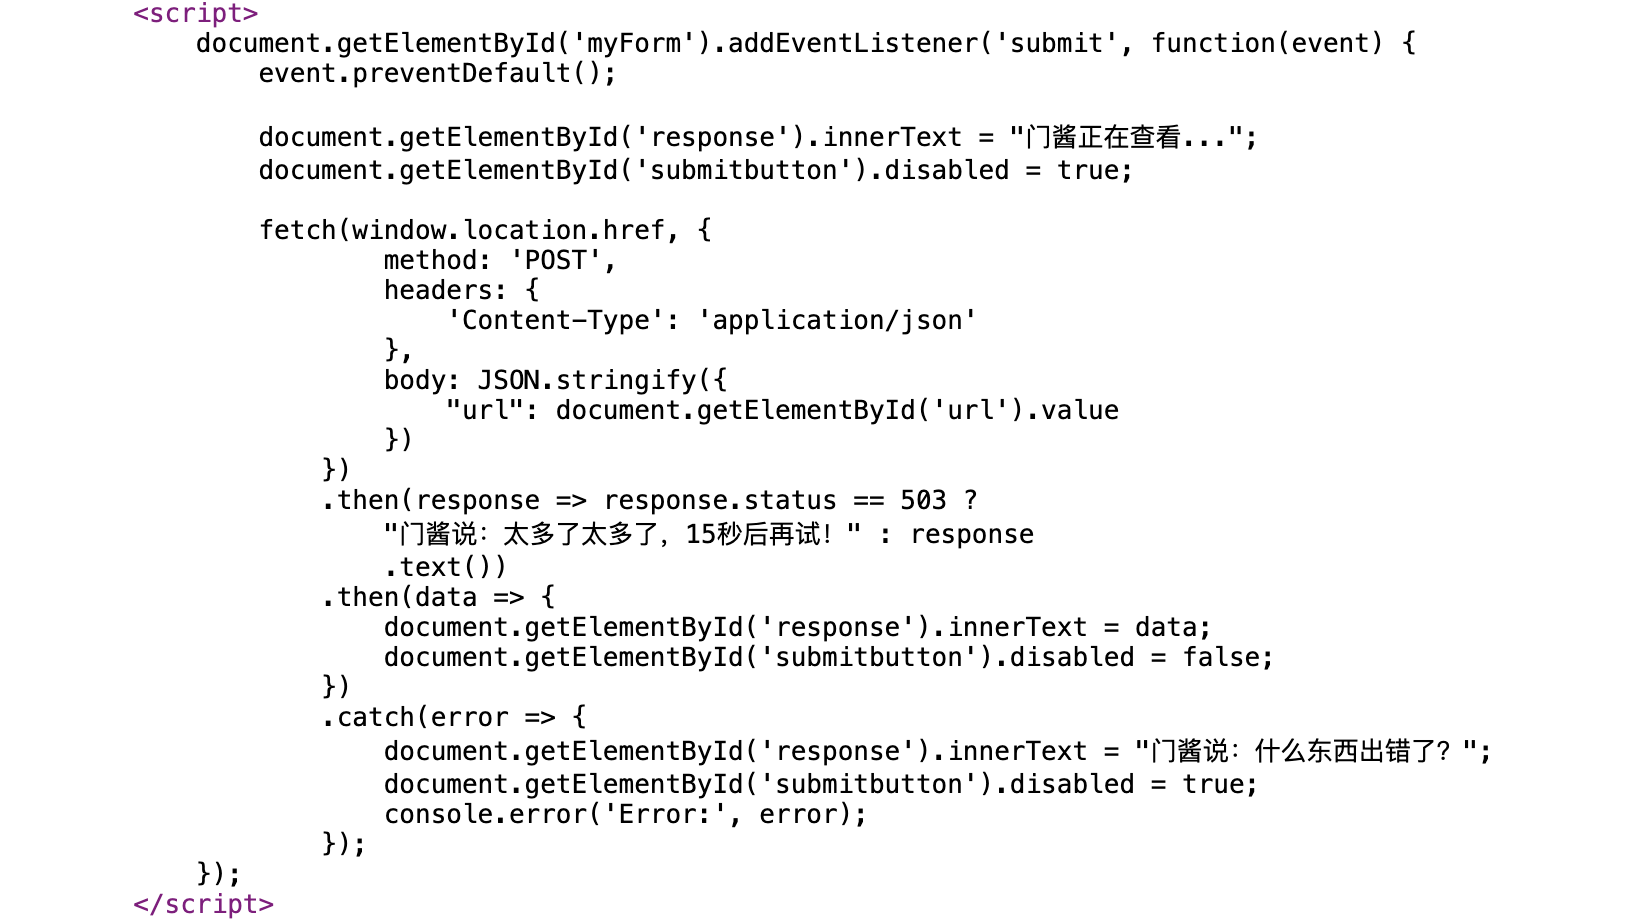 <script>
document.getElementById('myForm').addEventListener('submit', function(event) {
event.preventDefault();
document.getElementById('response').innerText = "门酱正在查看...";
document.getElementById('submitbutton').disabled = true;
fetch(window.location.href, {
method: 'POST',
headers: {
'Content-Type': 'application/json'
},
body: JSON.stringify({
"url": document.getElementById('url').value
})
})
.then(response => response.status == 503 ?
"门酱说：太多了太多了，15秒后再试！" : response
.text())
.then(data => {
document.getElementById('response').innerText = data;
document.getElementById('submitbutton').disabled = false;
})
.catch(error => {
document.getElementById('response').innerText = "门酱说：什么东西出错了？";
document.getElementById('submitbutton').disabled = true;
console.error('Error:', error);
});
});
</script>